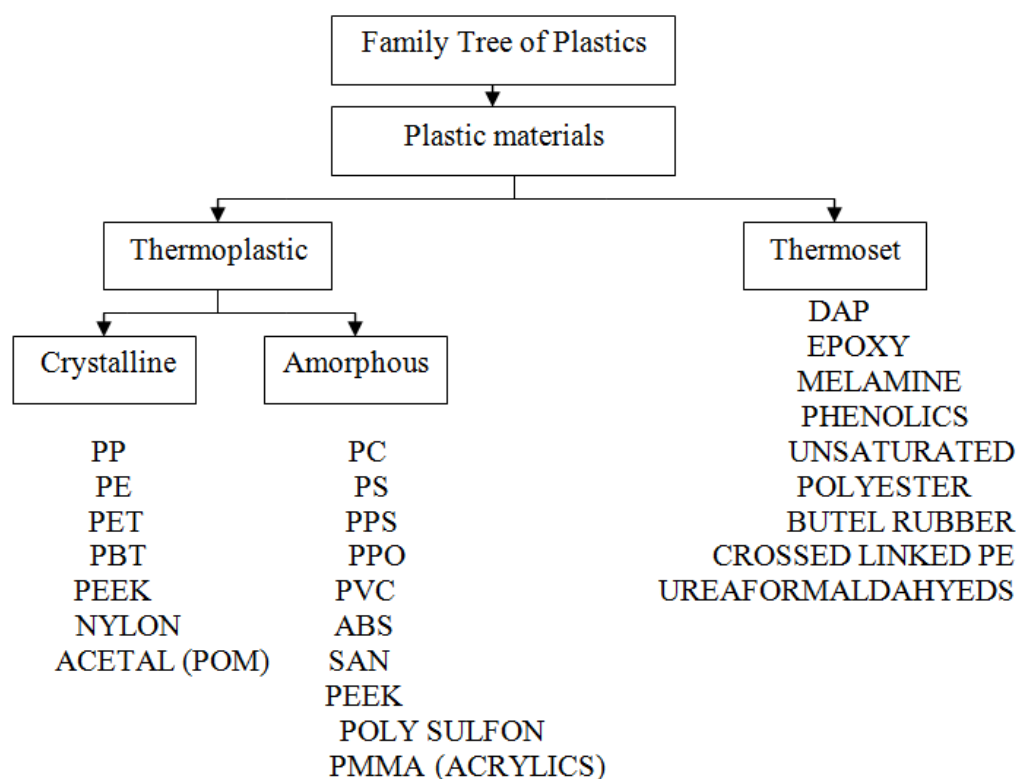 Family Tree of Plastics
Plastic materials
Thermoplastic
Thermoset
Crystalline
Amorphous
PP
PE
PET
PBT
PEEK
NYLON
ACETAL (POM)
PC
PS
PPS
PPO
PVC
ABS
SAN
PEEK
POLY SULFON
PMMA (ACRYLICS)
DAP
EPOXY
MELAMINE
PHENOLICS
UNSATURATED
POLYESTER
BUTEL RUBBER
CROSSED LINKED PE
UREAFORMALDAHYEDS